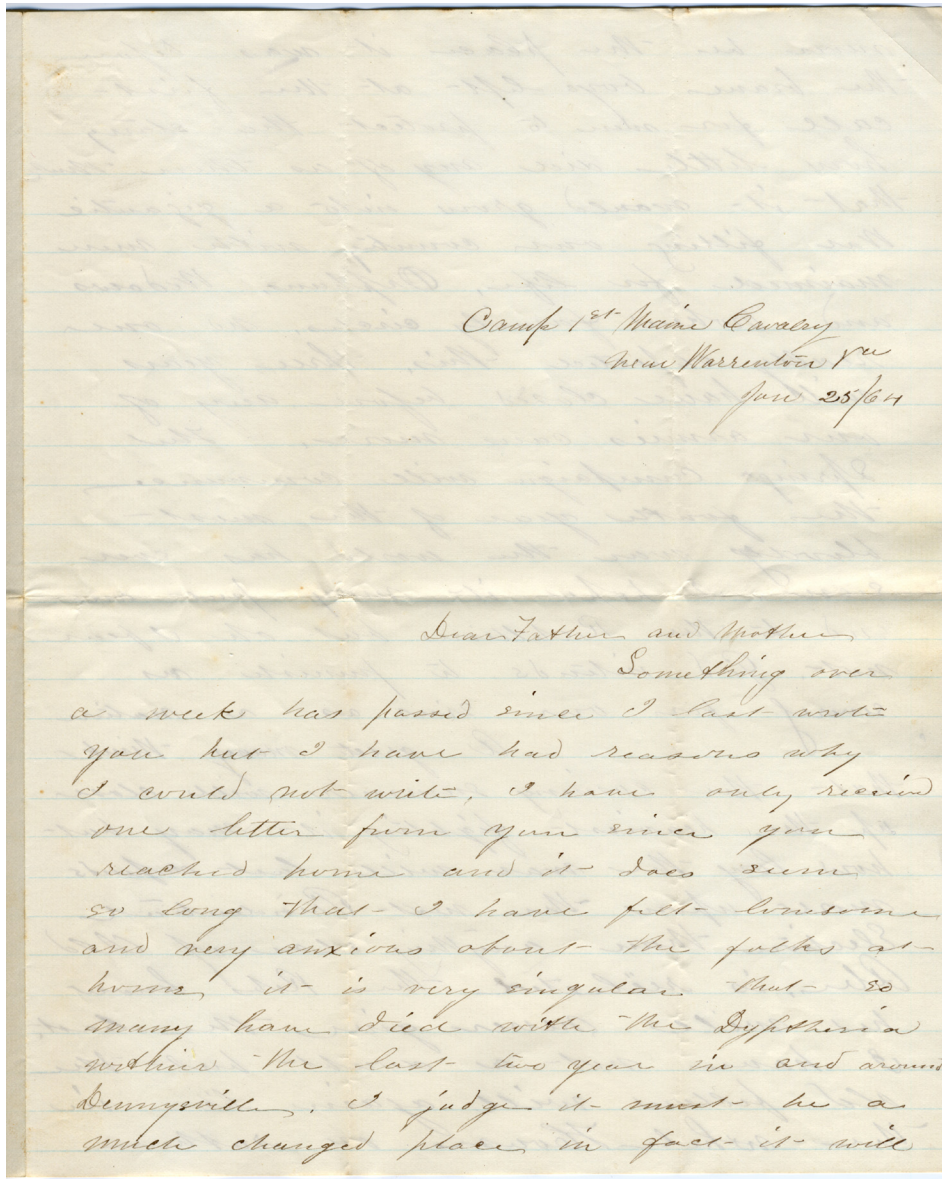 Camp 1st Maine Cavalry
near Warrenton Va
Jan 25/64
Dear Father and Mother
Something over
a week has passed since I last wrote
you but I have had reasons why
I could not write, I have only receivd
one letter from you since you
reached home and it does seem
so long that I have felt lonesome
and very anxious about the folks at
home it is very singular that so
many have died with the Dyptheria
within the last two year in and around
Dennysville. I judge it must be a
much changed place in fact it will